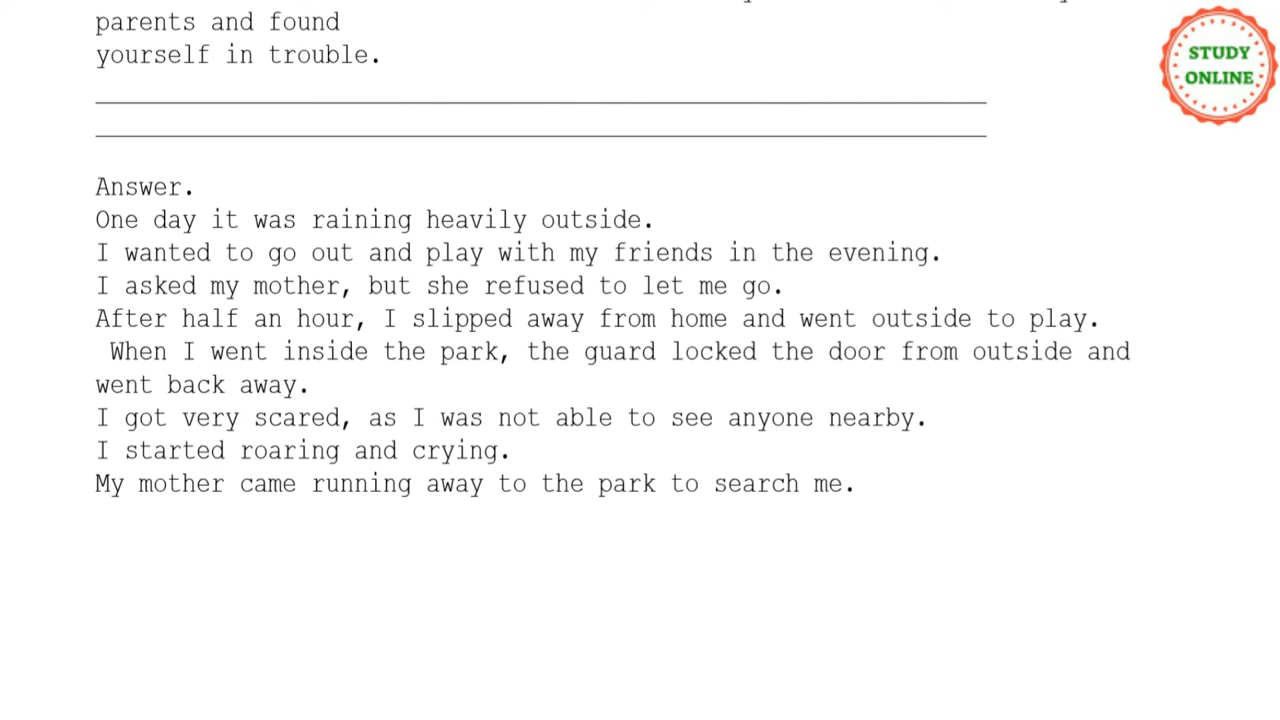 parents and found
yourself in trouble.
STUDY
ONLINE
Answer.
One day it was raining heavily outside.
I wanted to go out and play with my friends in the evening.
I asked my mother, but she refused to let me go.
After half an hour, I slipped away from home and went outside to play.
When I went inside the park, the guard locked the door from outside and
went back away.
I got very scared, as I was not able to see anyone nearby.
I started roaring and crying.
My mother came running away to the park to search me.